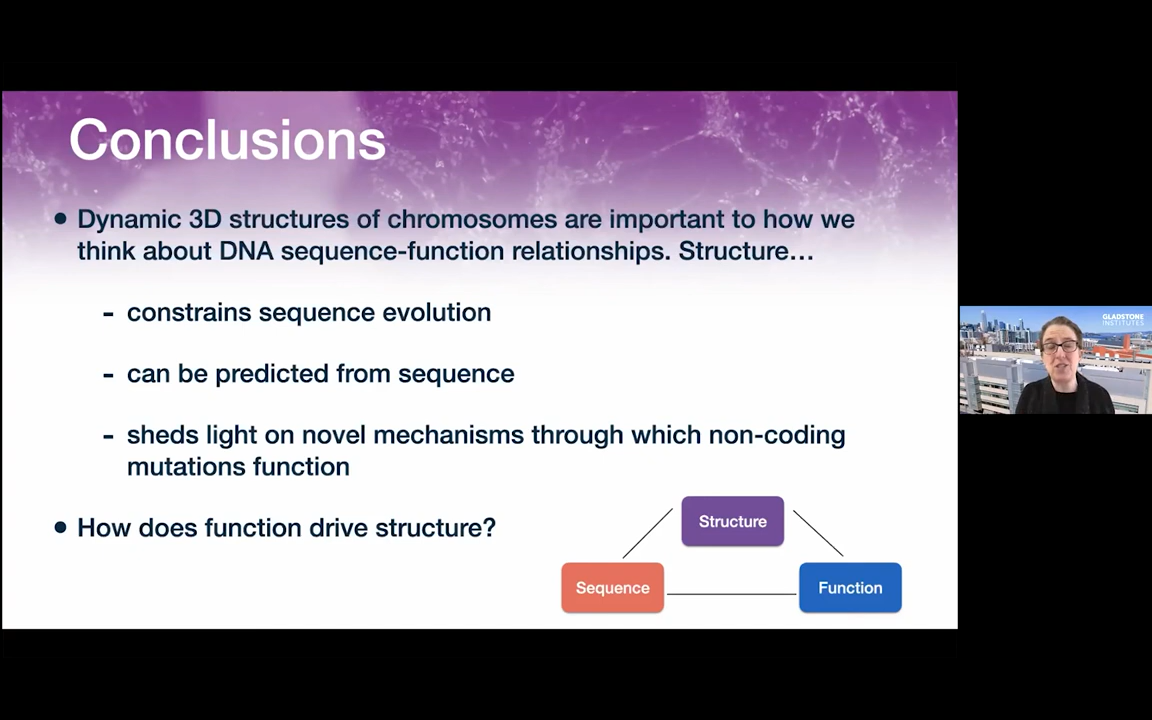 Conclusions
• Dynamic 3D structures of chromosomes are important to how we
think about DNA sequence-function relationships. Structure…
- constrains sequence evolution
- can be predicted from sequence
- sheds light on novel mechanisms through which non-coding
mutations function
• How does function drive structure?
Structure
Sequence
Function
GLADSTONE
INSTITUTES